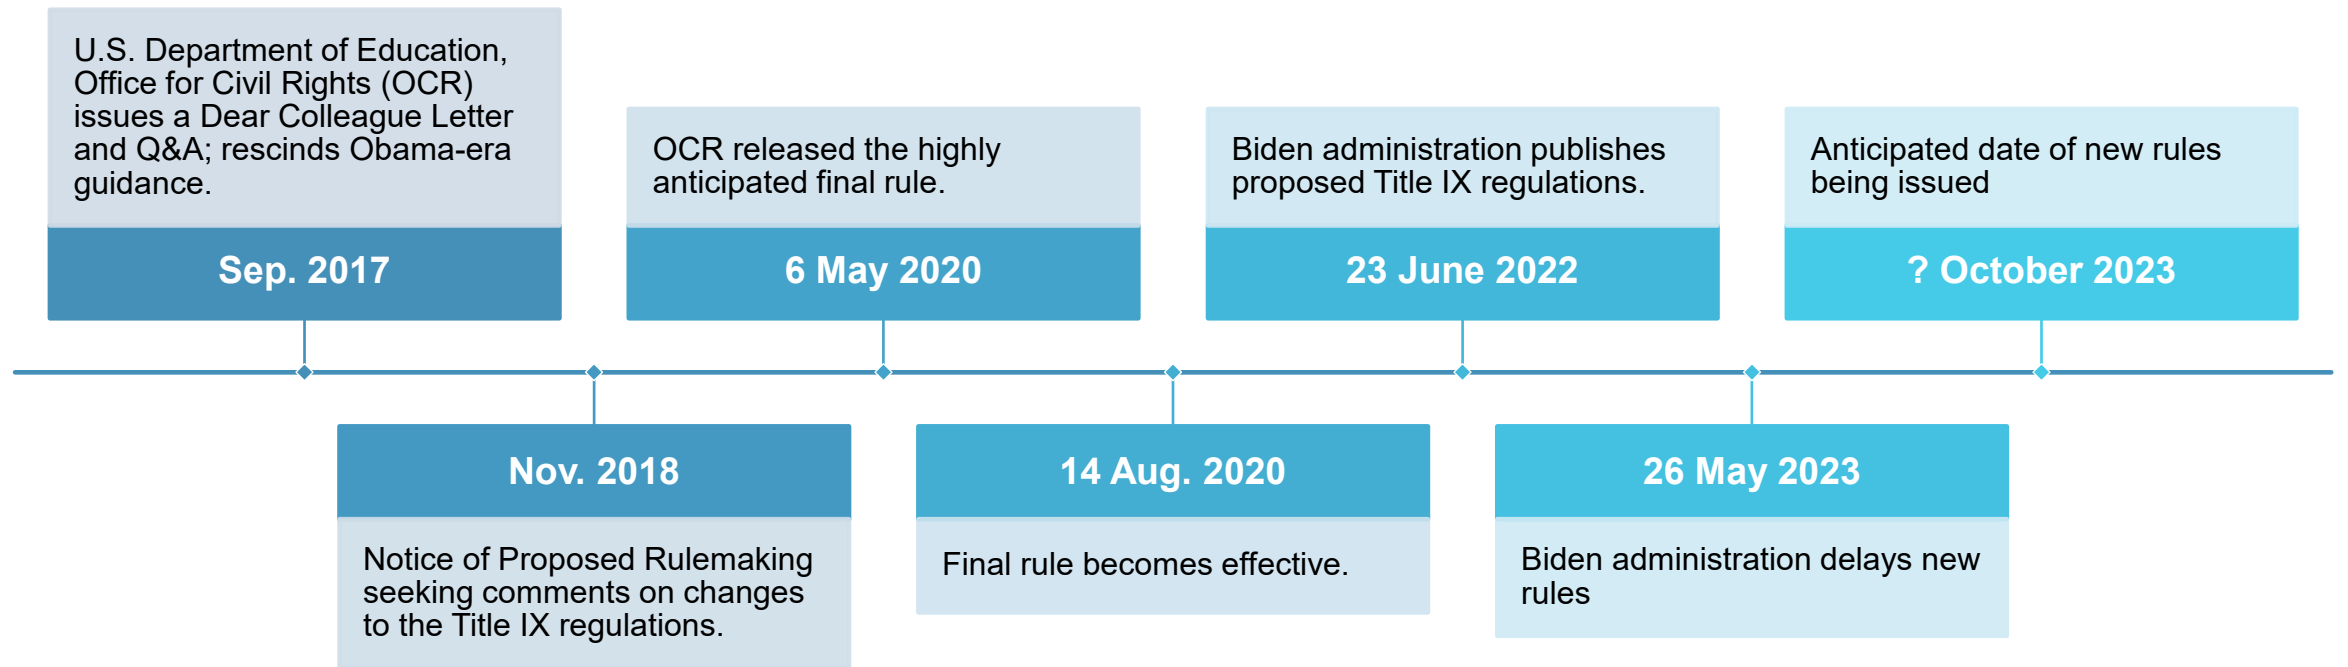 U.S. Department of Education,
Office for Civil Rights (OCR)
issues a Dear Colleague Letter
and Q&A; rescinds Obama-era
guidance.
Sep. 2017
Nov. 2018
Notice of Proposed Rulemaking
seeking comments on changes
to the Title IX regulations.
OCR released the highly
anticipated final rule.
6 May 2020
14 Aug. 2020
Final rule becomes effective.
Biden administration publishes
proposed Title IX regulations.
23 June 2022
26 May 2023
Biden administration delays new
rules
Anticipated date of new rules
being issued
? October 2023